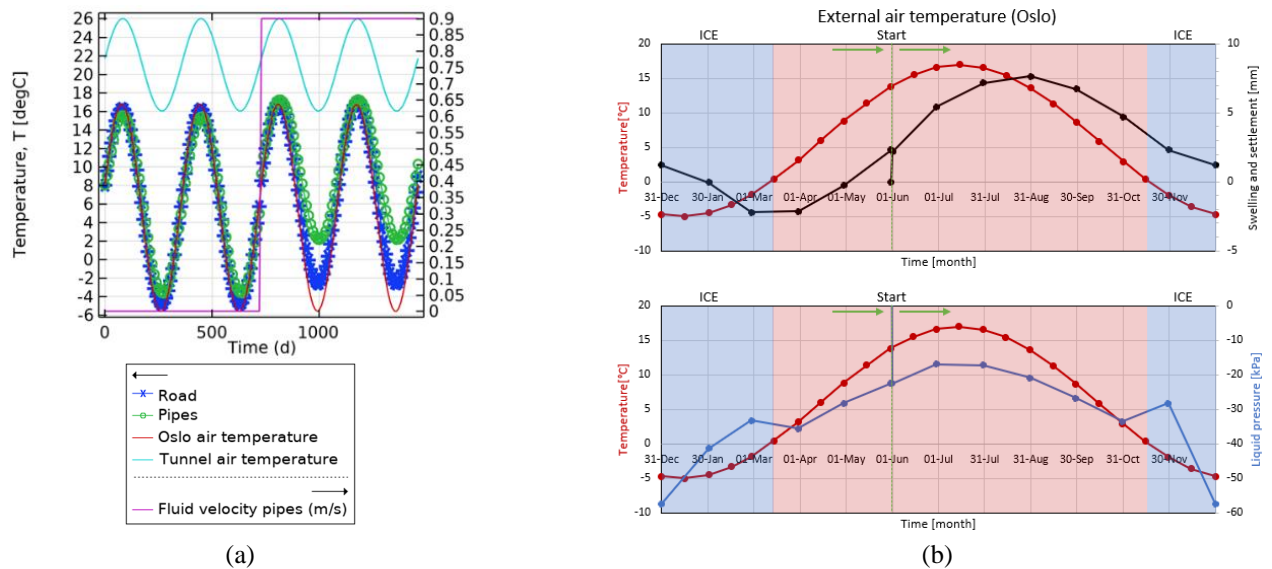 26
24
22
20
18
16
14
12
10
8
6
4
2
0
-2
-4
-6
Temperature, T [degC]
0.9
0.85
0.8
0.75
0.7
0.65
0.6
0.55
0.5
0.45
0.4
0.35
0.3
0.25
0.2
0.15
0.1
0.05
0
0 500 1000
Time (d)
Road
Pipes
Oslo air temperature
Tunnel air temperature
Fluid velocity pipes (m/s)
(a)
External air temperature (Oslo)
ICE Start ICE
20
15
10
5
0
-5
-10
Temperature[°C]
31-Dec 30-Jan 01-Mar 01-Apr 01-May 01-Jun 01-Jul 31-Jul 31-Aug 30-Sep 31-Oct 30-Nov
10
5
0
-5
Swelling and settlement [mm]
Time [month]
ICE Start ICE
20
15
10
5
0
-5
-10
Temperature[°C]
31-Dec 30-Jan 01-Mar 01-Apr 01-May 01-Jun 01-Jul 31-Jul 31-Aug 30-Sep 31-Oct 30-Nov
0
-10
-20
-30
-40
-50
-60
Liquid pressure [kPa]
Time [month]
(b)